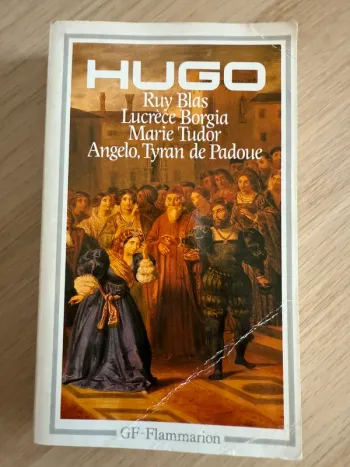 HUGO
Ruy Blas
Lucrèce Borgia
Marie Tudor
Angelo, Tyran de Padoue
GF-Flammarion